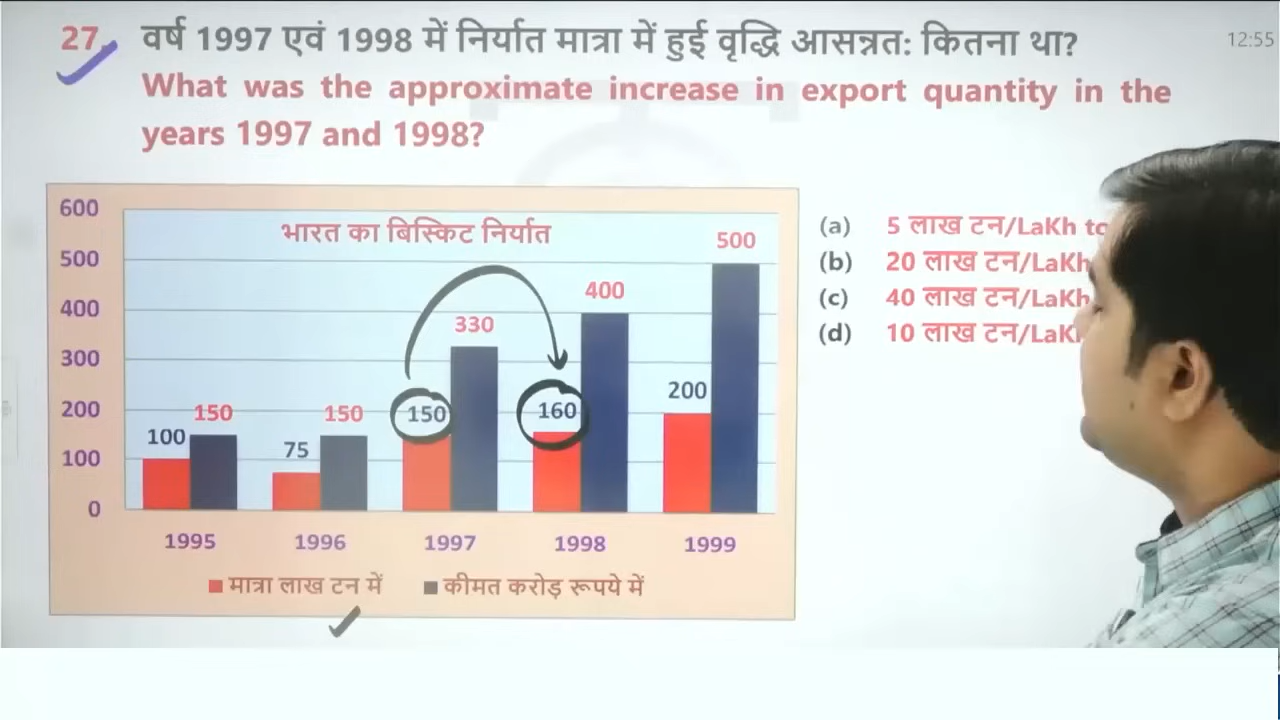 27. वर्ष 1997 एवं 1998 में निर्यात मात्रा में हुई वृद्धि आसन्नत: कितना था?
12:55
What was the approximate increase in export quantity in the
years 1997 and 1998?
भारत का बिस्किट निर्यात
600
500
400
300
200
100
0
100
150
75
150
150
330
160
400
200
500
1995
1996
1997
1998
1999
मात्रा लाख टन में
कीमत करोड़ रूपये में
(a) 5 लाख टन/LaKh
(b) 20 लाख टन/LaKh
(c) 40 लाख टन/LaKh
(d) 10 लाख टन/